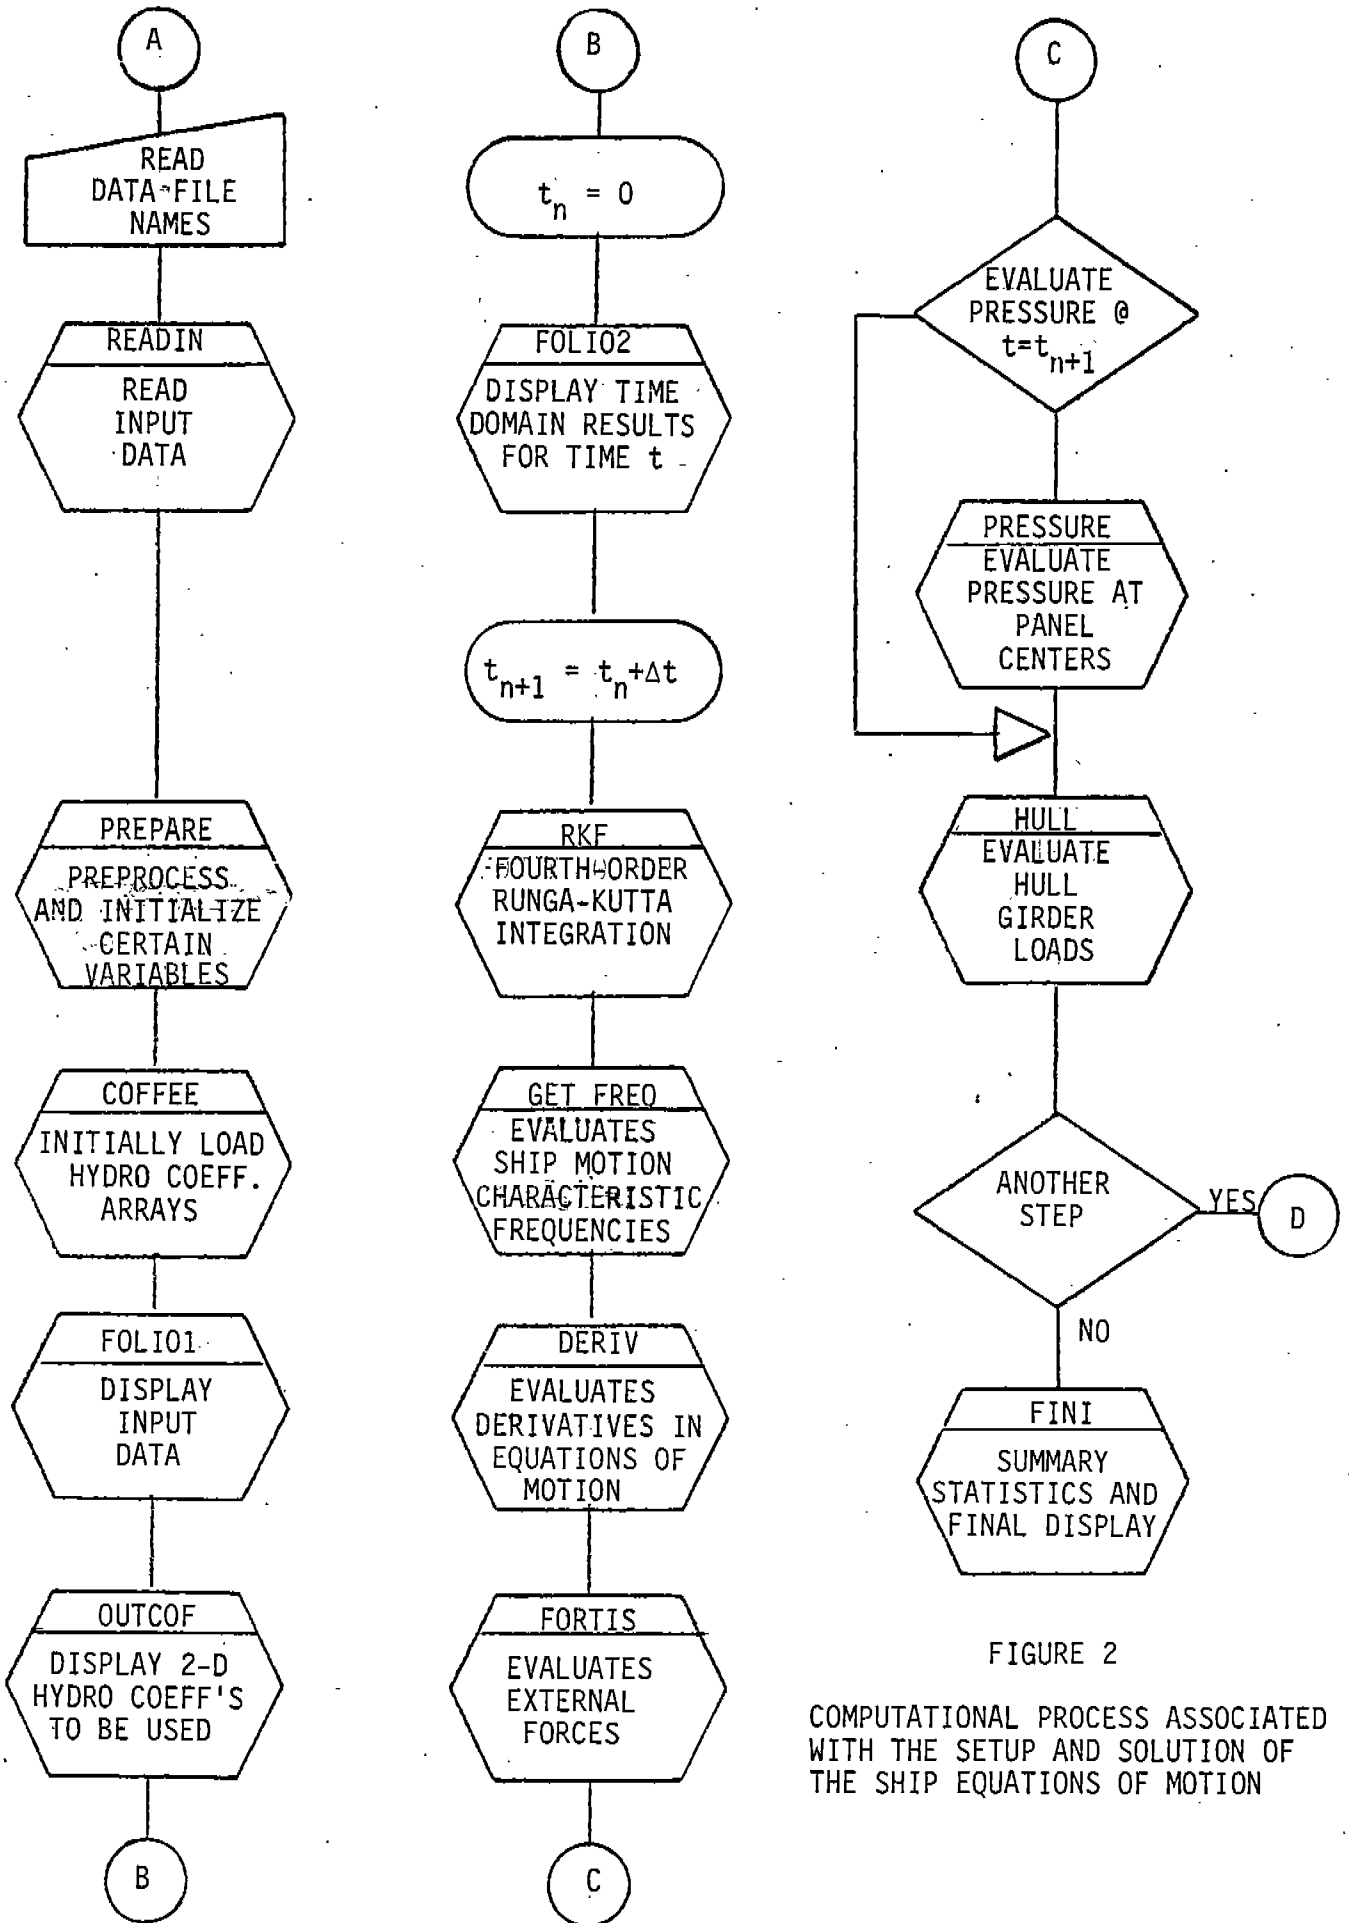 A
READ
DATA-FILE
NAMES
READIN
READ
INPUT
DATA
PREPARE
PREPROCESS
AND INITIALIZE
CERTAIN
VARIABLES
COFFEE
INITIALLY LOAD
HYDRO COEFF.
ARRAYS
FOLIO1
DISPLAY
INPUT
DATA
OUTCOF
DISPLAY 2-D
HYDRO COEFF'S
TO BE USED
B
B
tn = 0
FOLIO2
DISPLAY TIME
DOMAIN RESULTS
FOR TIME t
tn+1 = tn+Δt
RKF
FOURTH-ORDER
RUNGA-KUTTA
INTEGRATION
GET FREQ
EVALUATES
SHIP MOTION
CHARACTERISTIC
FREQUENCIES
DERIV
EVALUATES
DERIVATIVES IN
EQUATIONS OF
MOTION
FORTIS
EVALUATES
EXTERNAL
FORCES
C
C
EVALUATE
PRESSURE @
t=tn+1
PRESSURE
EVALUATE
PRESSURE AT
PANEL
CENTERS
HULL
EVALUATE
HULL
GIRDER
LOADS
ANOTHER
STEP
YES
D
NO
FINI
SUMMARY
STATISTICS AND
FINAL DISPLAY
FIGURE 2
COMPUTATIONAL PROCESS ASSOCIATED
WITH THE SETUP AND SOLUTION OF
THE SHIP EQUATIONS OF MOTION